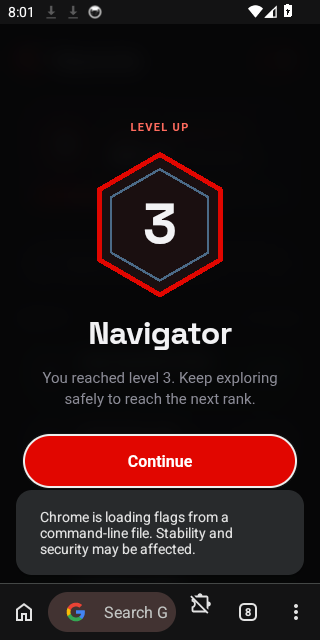 8:01
LEVEL UP
3
Navigator
You reached level 3. Keep exploring
safely to reach the next rank.
Continue
Chrome is loading flags from a
command-line file. Stability and
security may be affected.
Search G
8